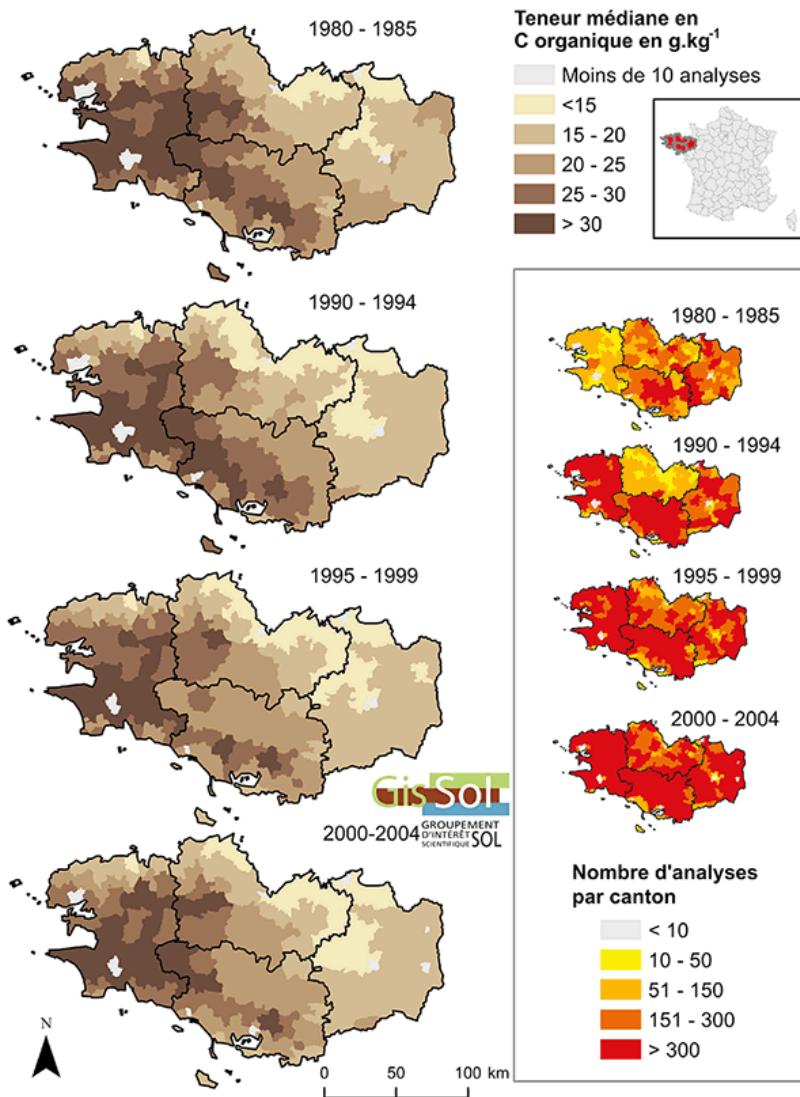 1980 - 1985
Teneur médiane en
C organique en g.kg⁻¹
Moins de 10 analyses
<15
15 - 20
20 - 25
25 - 30
> 30
1990 - 1994
1995 - 1999
2000-2004
GisSol
GROUPEMENT
D'INTÉRÊT
SCIENTIFIQUE SOL
N
0 50 100 km
1980 - 1985
1990 - 1994
1995 - 1999
2000 - 2004
Nombre d'analyses
par canton
< 10
10 - 50
51 - 150
151 - 300
> 300